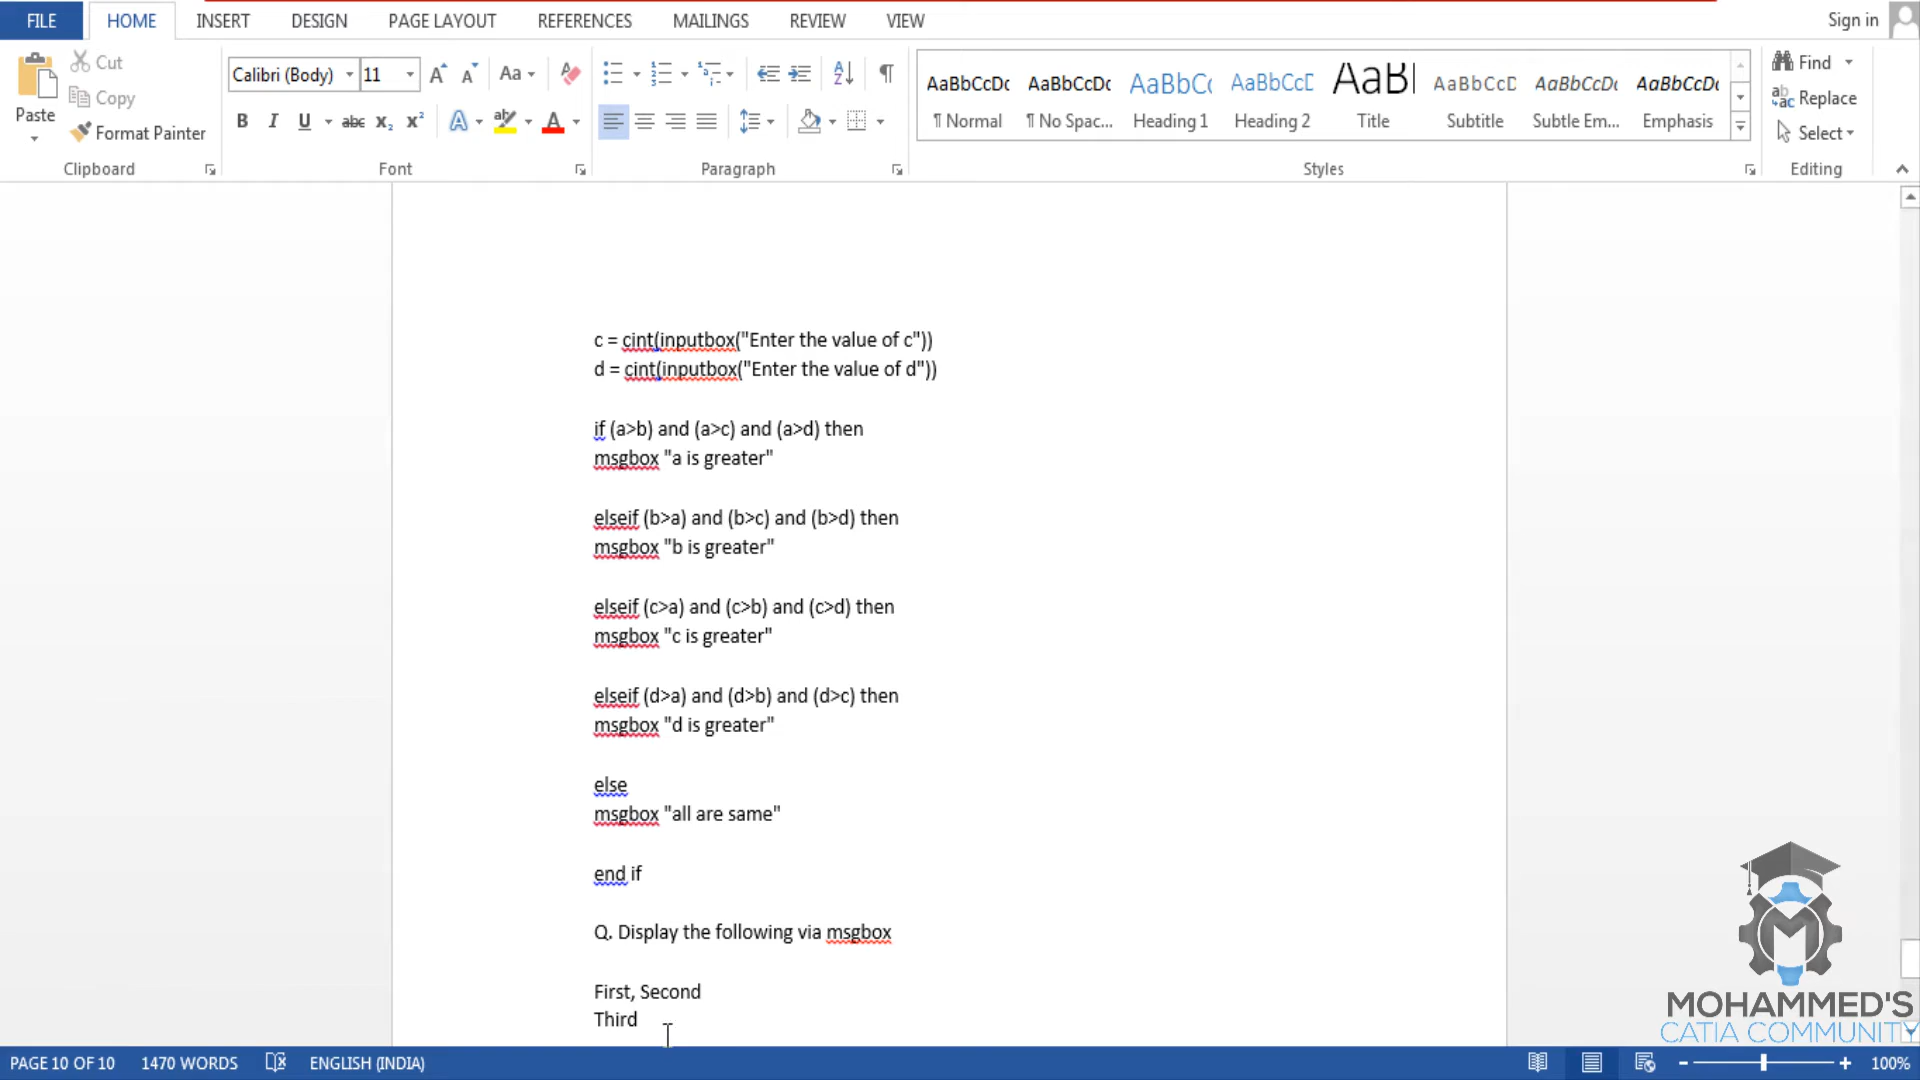 FILE HOME INSERT DESIGN PAGE LAYOUT REFERENCES MAILINGS REVIEW VIEW Sign in
Paste
Cut
Copy
Format Painter
Clipboard
Calibri (Body) 11
Font
Paragraph
AaBbCcDc AaBbCcDc AaBbC( AaBbCcD AaB AaBbCcD AaBbCcDc AaBbCcDc
¶ Normal ¶ No Spac... Heading 1 Heading 2 Title Subtitle Subtle Em... Emphasis
Styles
Find
Replace
Select
Editing
c = cint(inputbox("Enter the value of c"))
d = cint(inputbox("Enter the value of d"))
if (a>b) and (a>c) and (a>d) then
msgbox "a is greater"
elseif (b>a) and (b>c) and (b>d) then
msgbox "b is greater"
elseif (c>a) and (c>b) and (c>d) then
msgbox "c is greater"
elseif (d>a) and (d>b) and (d>c) then
msgbox "d is greater"
else
msgbox "all are same"
end if
Q. Display the following via msgbox
First, Second
Third
MOHAMMED'S
CATIA COMMUNITY
PAGE 10 OF 10 1470 WORDS ENGLISH (INDIA) 100%